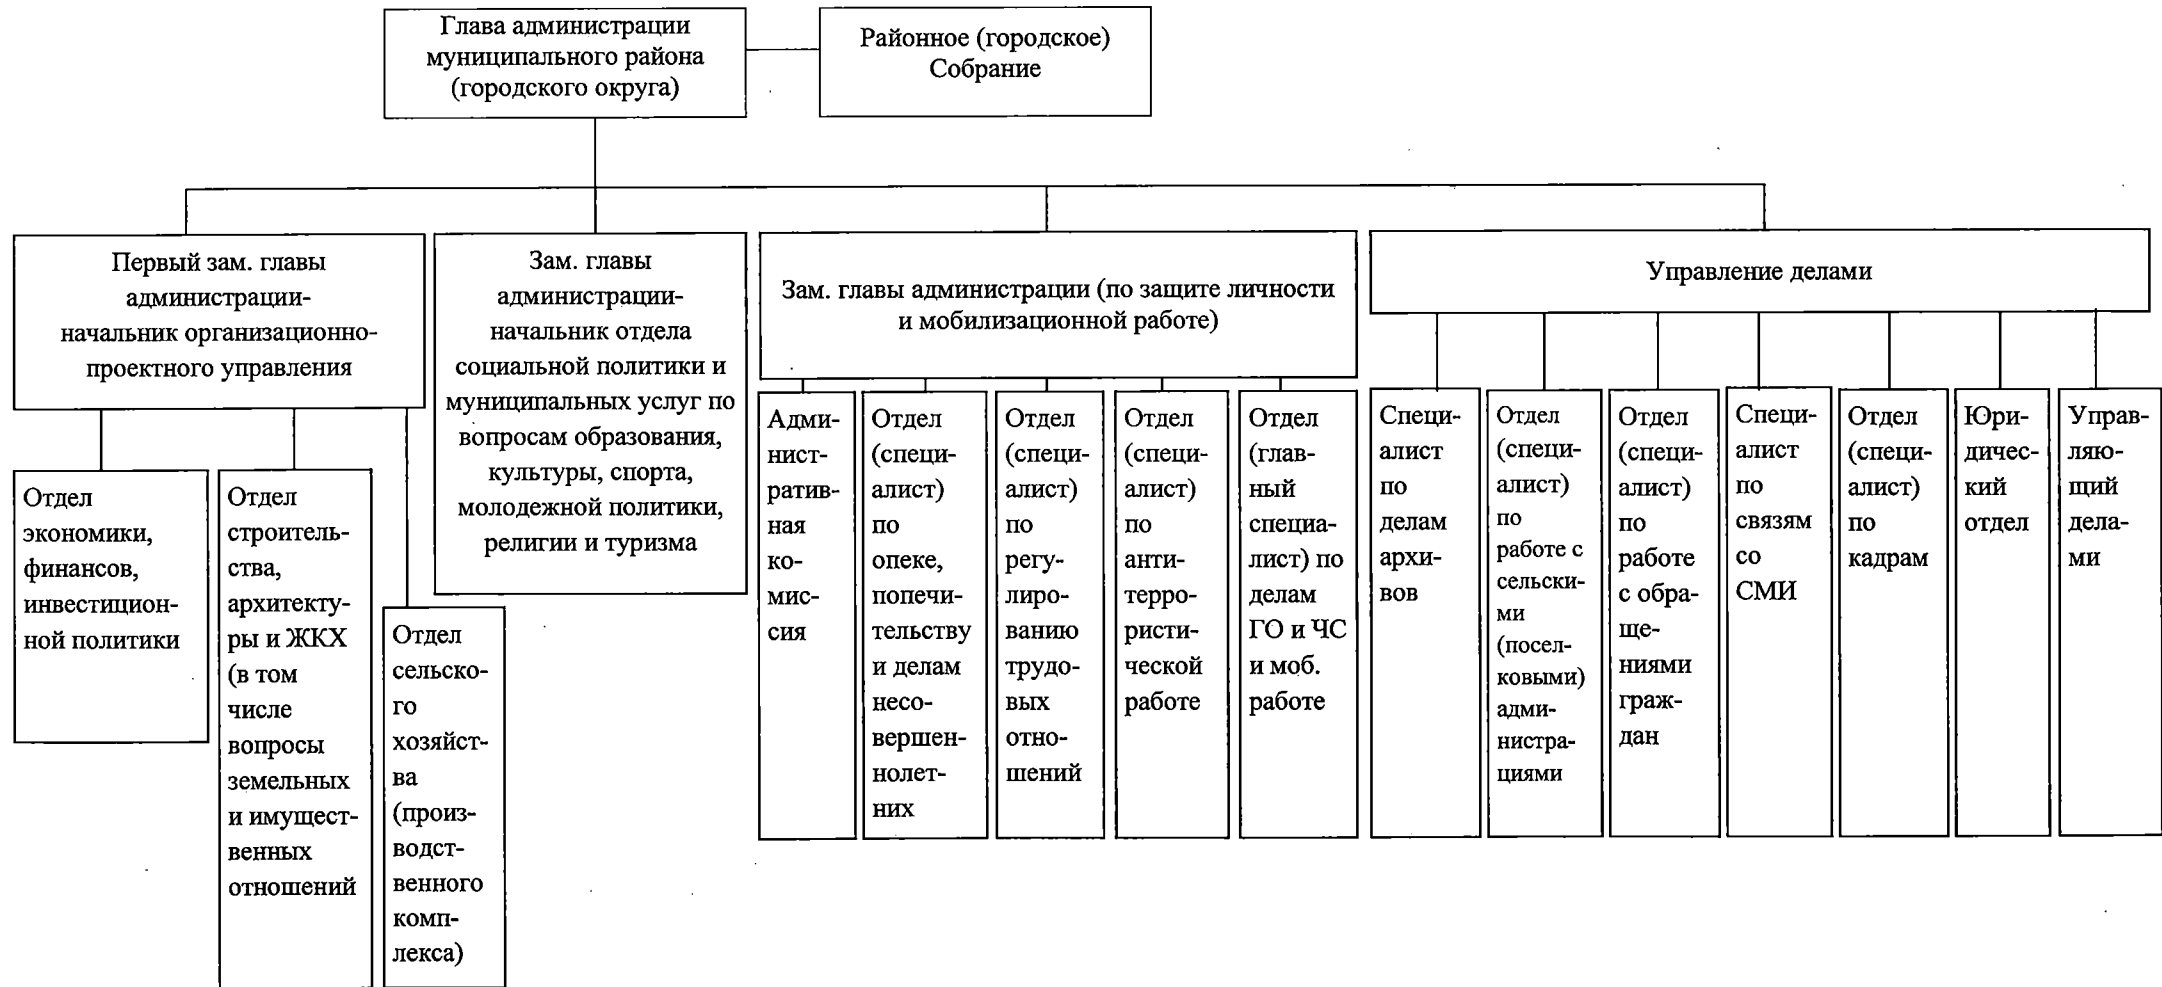 Глава администрации
муниципального района
(городского округа)
Районное (городское)
Собрание
Первый зам. главы
администрации-
начальник организационно-
проектного управления
Зам. главы
администрации-
начальник отдела
социальной политики и
муниципальных услуг по
вопросам образования,
культуры, спорта,
молодежной политики,
религии и туризма
Зам. главы администрации (по защите личности
и мобилизационной работе)
Управление делами
Отдел
экономики,
финансов,
инвестицион-
ной политики
Отдел
строитель-
ства,
архитекту-
ры и ЖКХ
(в том
числе
вопросы
земельных
и имущест-
венных
отношений
Отдел
сельско-
го
хозяйст-
ва
(произ-
водст-
венного
комп-
лекса)
Адми-
нист-
ратив-
ная
ко-
мис-
сия
Отдел
(специ-
алист)
по
опеке,
попечи-
тельству
и делам
несо-
вершен-
нолет-
них
Отдел
(специ-
алист)
по
регу-
лиро-
ванию
трудо-
вых
отно-
шений
Отдел
(специ-
алист)
по
анти-
терро-
ристи-
ческой
работе
Отдел
(глав-
ный
специа-
лист) по
делам
ГО и ЧС
и моб.
работе
Специ-
алист
по
делам
архи-
вов
Отдел
(специ-
алист)
по
работе с
сельски-
ми
(посел-
ковыми)
адми-
нистра-
циями
Отдел
(специ-
алист)
по
работе
с обра-
ще-
ниями
граж-
дан
Специ-
алист
по
связям
со
СМИ
Отдел
(специ-
алист)
по
кадрам
Юри-
дичес-
кий
отдел
Управ-
ляю-
щий
дела-
ми